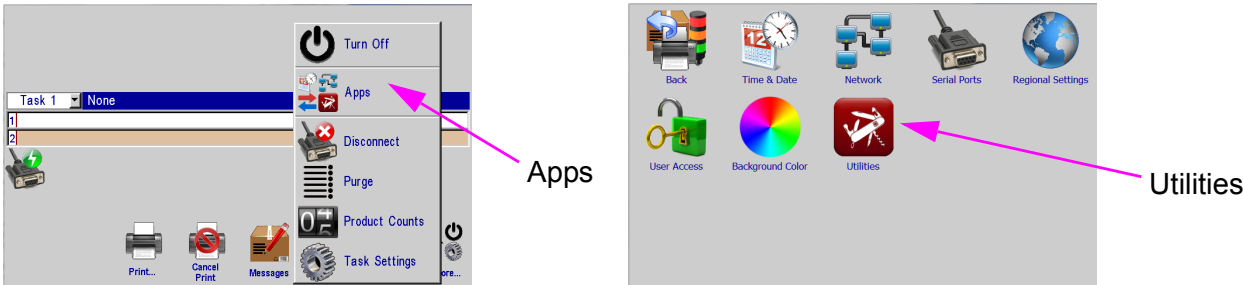 Turn Off
Apps
Task 1 None
1
2
Disconnect
Purge
Product Counts
Task Settings
Print...
Cancel
Print
Messages
ore...
Apps
12
Back
Time & Date
Network
Serial Ports
Regional Settings
User Access
Background Color
Utilities
Utilities